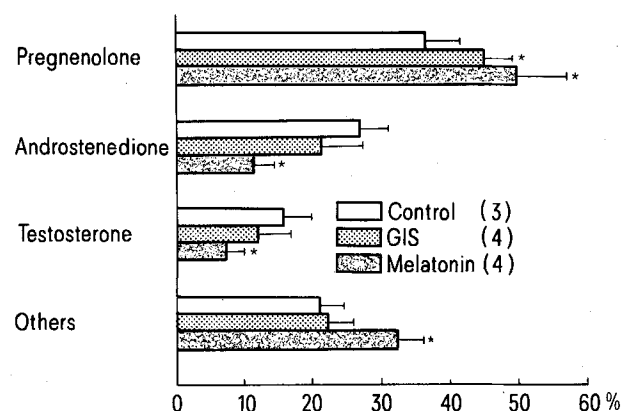 Pregnenolone
*
*
Androstenedione
*
Testosterone
*
Control (3)
GIS (4)
Melatonin (4)
Others
*
0 10 20 30 40 50 60 %